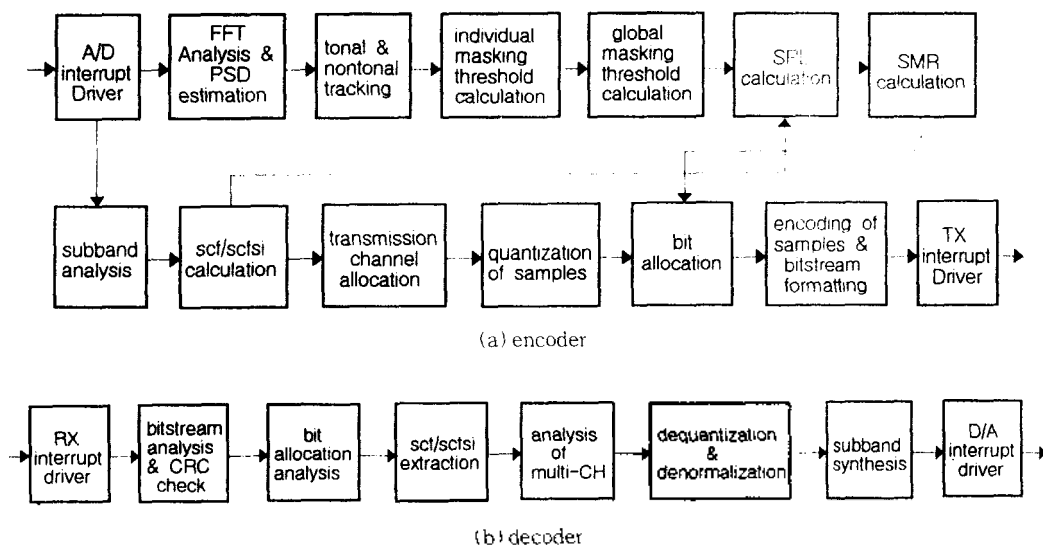 A/D
interrupt
Driver
FFT
Analysis &
PSD
estimation
tonal &
nontonal
tracking
individual
masking
threshold
calculation
global
masking
threshold
calculation
SPL
calculation
SMR
calculation
subband
analysis
scf/scfsi
calculation
transmission
channel
allocation
quantization
of samples
bit
allocation
encoding of
samples &
bitstream
formatting
TX
interrupt
Driver
(a) encoder
RX
interrupt
driver
bitstream
analysis
& CRC
check
bit
allocation
analysis
scf/scfsi
extraction
analysis
of
multi-CH
dequantization
&
denormalization
subband
synthesis
D/A
interrupt
driver
(b) decoder